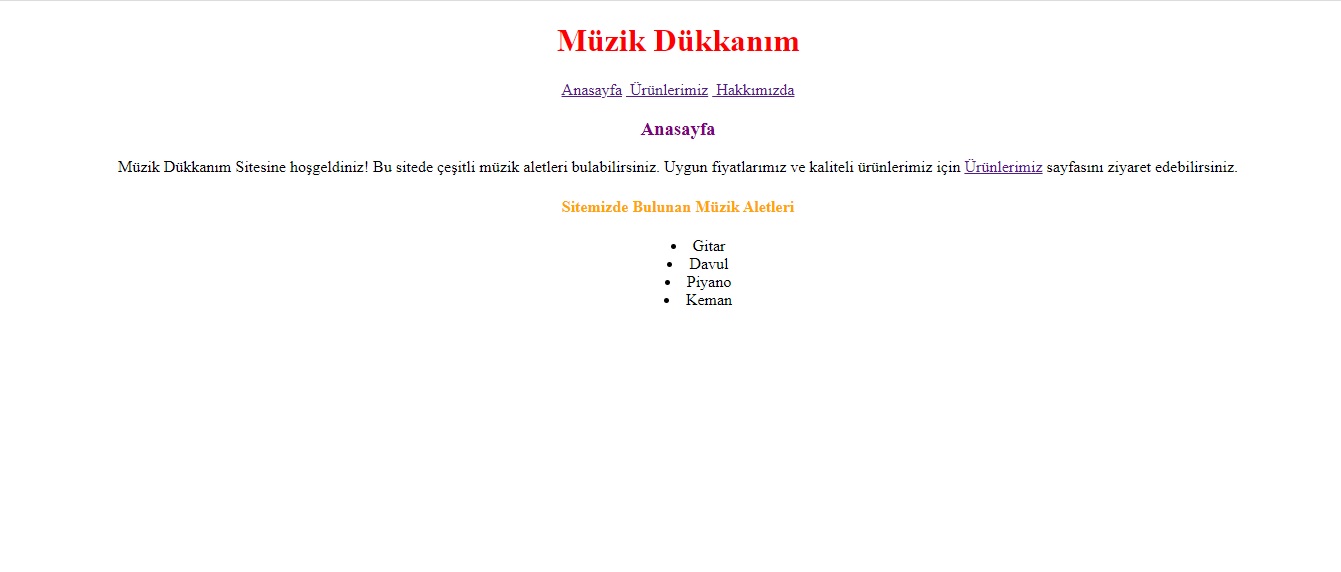 Müzik Dükkanım
Anasayfa Ürünlerimiz Hakkımızda
Anasayfa
Müzik Dükkanım Sitesine hoşgeldiniz! Bu sitede çeşitli müzik aletleri bulabilirsiniz. Uygun fiyatlarımız ve kaliteli ürünlerimiz için Ürünlerimiz sayfasını ziyaret edebilirsiniz.
Sitemizde Bulunan Müzik Aletleri
• Gitar
• Davul
• Piyano
• Keman